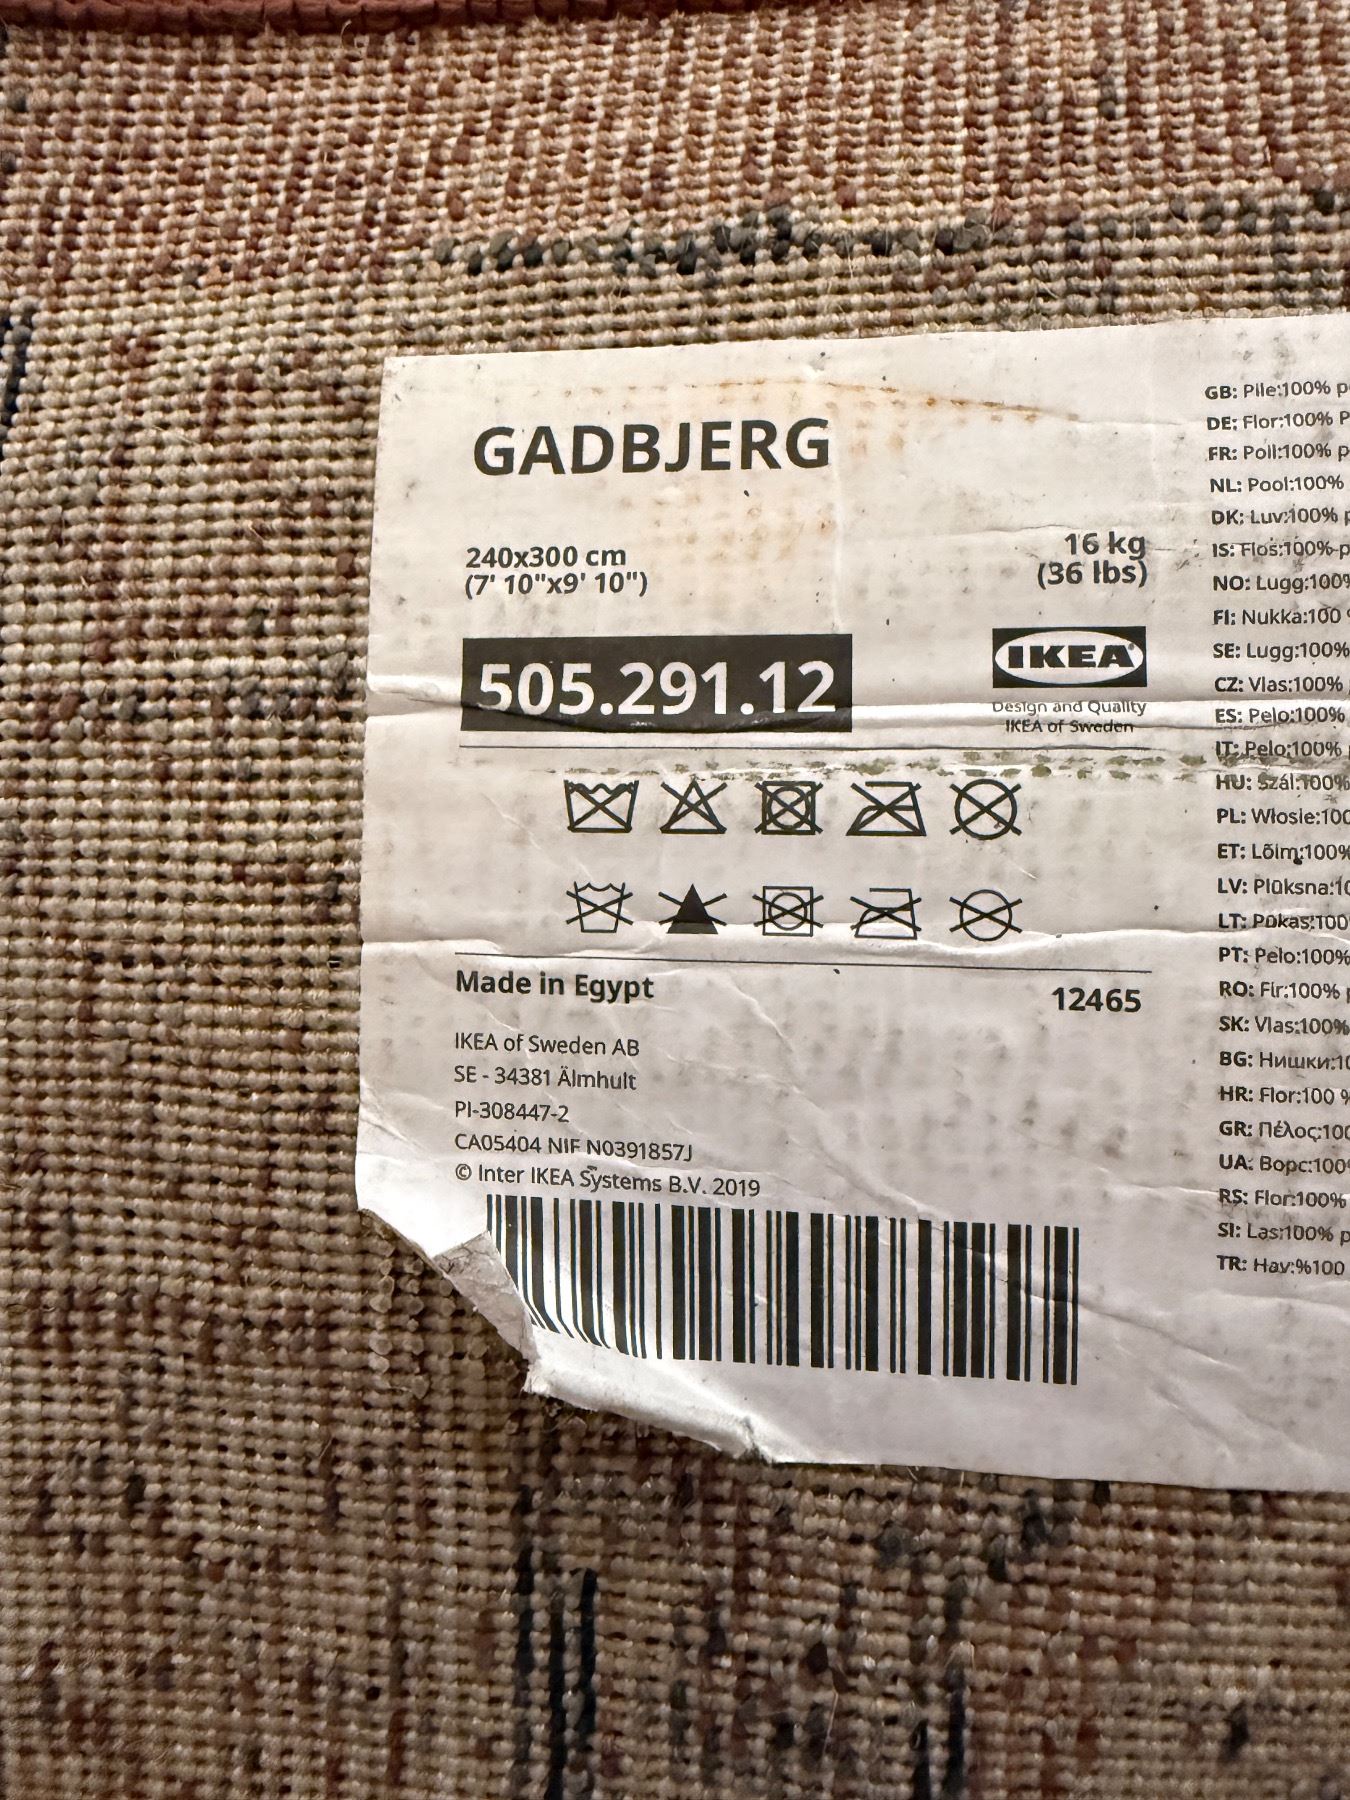 GADBJERG
240x300 cm
(7' 10"x9' 10")
16 kg
(36 lbs)
505.291.12
IKEA
Design and Quality
IKEA of Sweden
Made in Egypt
12465
IKEA of Sweden AB
SE - 34381 Älmhult
PI-308447-2
CA05404 NIF N0391857J
© Inter IKEA Systems B.V. 2019
GB: Pile:100% p
DE: Flor:100% P
FR: Poil:100% p
NL: Pool:100%
DK: Luv:100% p
IS: Flos:100% p
NO: Lugg:100%
FI: Nukka:100 %
SE: Lugg:100%
CZ: Vlas:100%
ES: Pelo:100%
IT: Pelo:100%
HU: Szál:100%
PL: Włosie:100
ET: Lõim:100%
LV: Plūksna:10
LT: Pūkas:100
PT: Pelo:100%
RO: Fir:100%
SK: Vlas:100%
BG: Нишки:10
HR: Flor:100 %
GR: Πέλος:100
UA: Ворс:100%
RS: Flor:100%
SI: Las:100% p
TR: Hav:%100